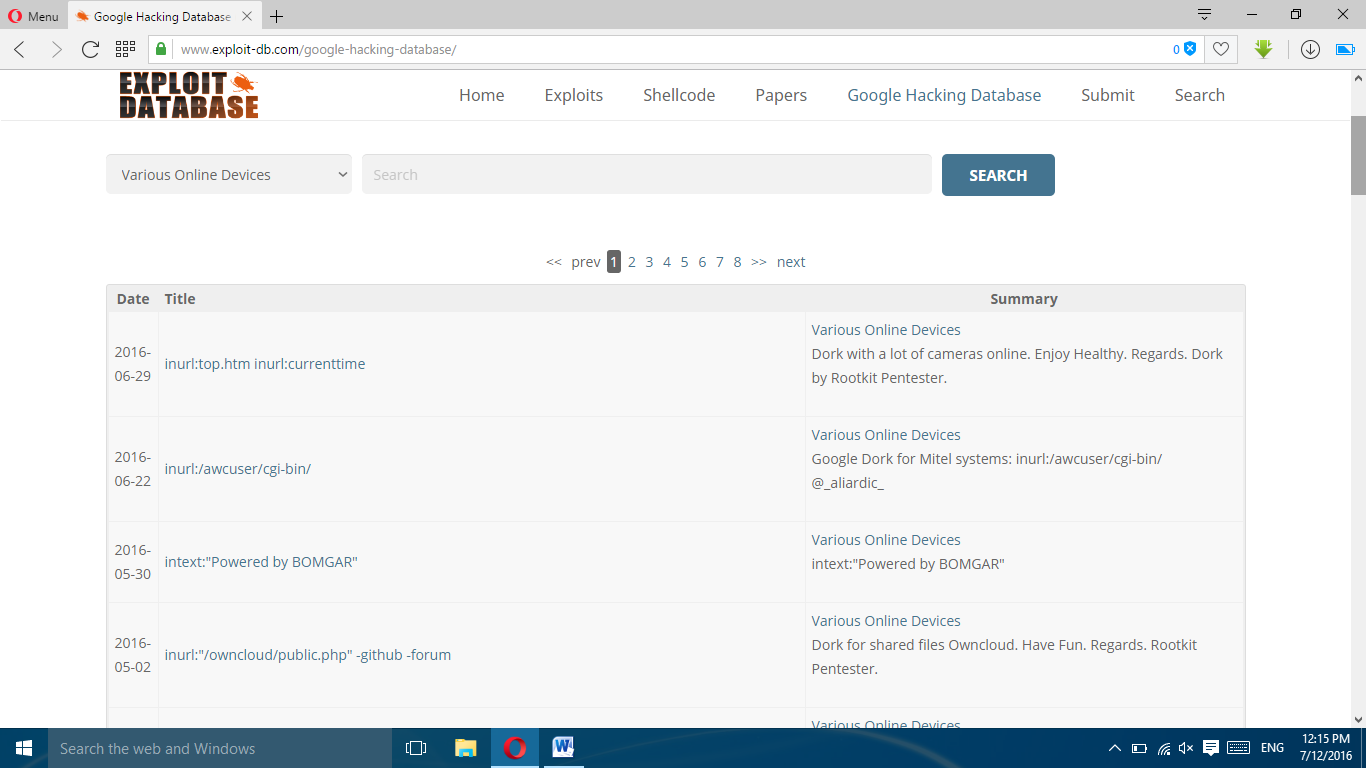 Menu
Google Hacking Database
www.exploit-db.com/google-hacking-database/
0
EXPLOIT
DATABASE
Home Exploits Shellcode Papers Google Hacking Database Submit Search
Various Online Devices Search SEARCH
<< prev 1 2 3 4 5 6 7 8 >> next
Date Title Summary
2016-
06-29
inurl:top.htm inurl:currenttime
Various Online Devices
Dork with a lot of cameras online. Enjoy Healthy. Regards. Dork
by Rootkit Pentester.
2016-
06-22
inurl:/awcuser/cgi-bin/
Various Online Devices
Google Dork for Mitel systems: inurl:/awcuser/cgi-bin/
@_aliardic_
2016-
05-30
intext:"Powered by BOMGAR"
Various Online Devices
intext:"Powered by BOMGAR"
2016-
05-02
inurl:"/owncloud/public.php" -github -forum
Various Online Devices
Dork for shared files Owncloud. Have Fun. Regards. Rootkit
Pentester.
Various Online Devices
Search the web and Windows
ENG
12:15 PM
7/12/2016